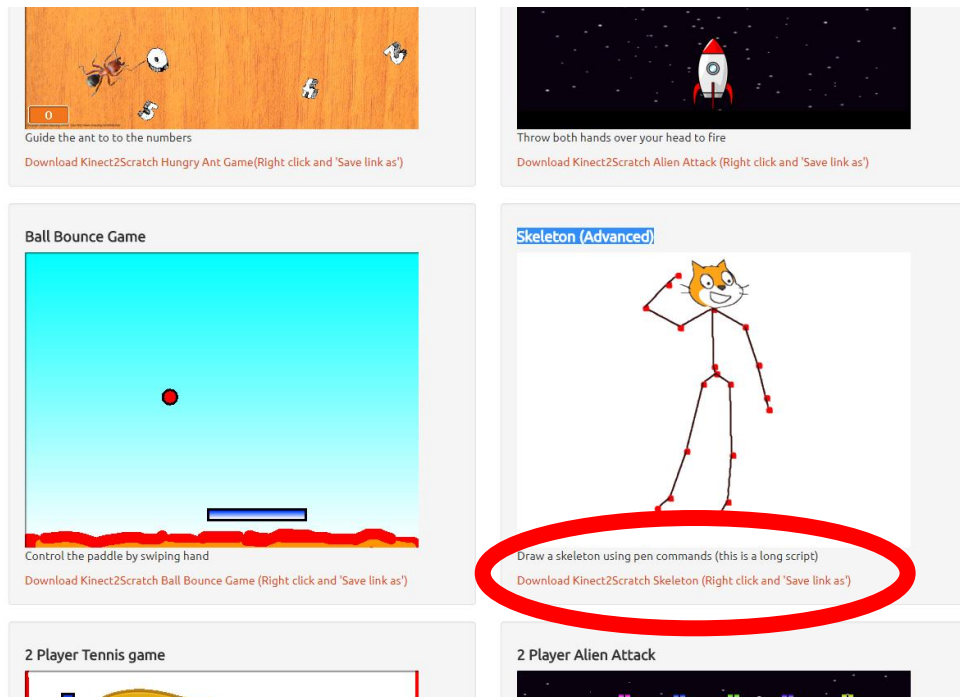 0
Guide the ant to to the numbers
Download Kinect2Scratch Hungry Ant Game(Right click and 'Save link as')
Throw both hands over your head to fire
Download Kinect2Scratch Alien Attack (Right click and 'Save link as')
Ball Bounce Game
Control the paddle by swiping hand
Download Kinect2Scratch Ball Bounce Game (Right click and 'Save link as')
Skeleton (Advanced)
Draw a skeleton using pen commands (this is a long script)
Download Kinect2Scratch Skeleton (Right click and 'Save link as')
2 Player Tennis game
2 Player Alien Attack